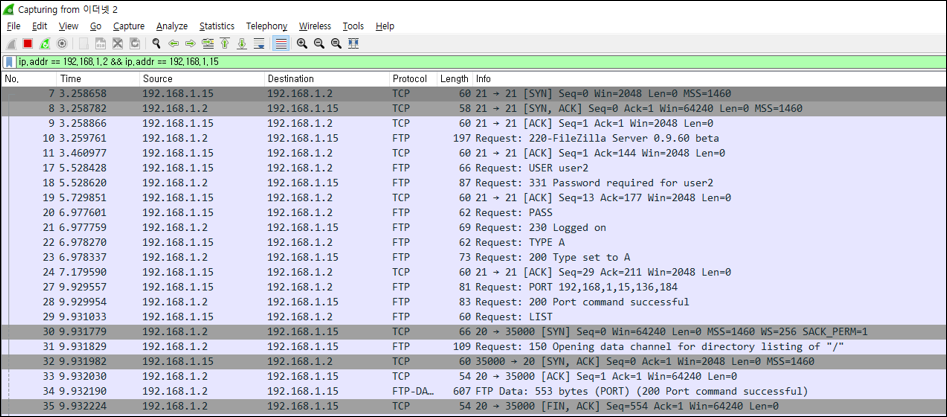 Capturing from 이더넷 2
File Edit View Go Capture Analyze Statistics Telephony Wireless Tools Help
ip.addr == 192.168.1.2 && ip.addr == 192.168.1.15
No. Time Source Destination Protocol Length Info
7 3.258658 192.168.1.15 192.168.1.2 TCP 60 21 → 21 [SYN] Seq=0 Win=2048 Len=0 MSS=1460
8 3.258782 192.168.1.2 192.168.1.15 TCP 58 21 → 21 [SYN, ACK] Seq=0 Ack=1 Win=64240 Len=0 MSS=1460
9 3.258866 192.168.1.15 192.168.1.2 TCP 60 21 → 21 [ACK] Seq=1 Ack=1 Win=2048 Len=0
10 3.259761 192.168.1.2 192.168.1.15 FTP 197 Request: 220-FileZilla Server 0.9.60 beta
11 3.460977 192.168.1.15 192.168.1.2 TCP 60 21 → 21 [ACK] Seq=1 Ack=144 Win=2048 Len=0
17 5.528428 192.168.1.15 192.168.1.2 FTP 66 Request: USER user2
18 5.528620 192.168.1.2 192.168.1.15 FTP 87 Request: 331 Password required for user2
19 5.729851 192.168.1.15 192.168.1.2 TCP 60 21 → 21 [ACK] Seq=13 Ack=177 Win=2048 Len=0
20 6.977601 192.168.1.15 192.168.1.2 FTP 62 Request: PASS
21 6.977759 192.168.1.2 192.168.1.15 FTP 69 Request: 230 Logged on
22 6.978270 192.168.1.15 192.168.1.2 FTP 62 Request: TYPE A
23 6.978337 192.168.1.2 192.168.1.15 FTP 73 Request: 200 Type set to A
24 7.179590 192.168.1.15 192.168.1.2 TCP 60 21 → 21 [ACK] Seq=29 Ack=211 Win=2048 Len=0
27 9.929557 192.168.1.15 192.168.1.2 FTP 81 Request: PORT 192,168,1,15,136,184
28 9.929954 192.168.1.2 192.168.1.15 FTP 83 Request: 200 Port command successful
29 9.931033 192.168.1.15 192.168.1.2 FTP 60 Request: LIST
30 9.931779 192.168.1.2 192.168.1.15 TCP 66 20 → 35000 [SYN] Seq=0 Win=64240 Len=0 MSS=1460 WS=256 SACK_PERM=1
31 9.931829 192.168.1.2 192.168.1.15 FTP 109 Request: 150 Opening data channel for directory listing of "/"
32 9.931982 192.168.1.15 192.168.1.2 TCP 60 35000 → 20 [SYN, ACK] Seq=0 Ack=1 Win=2048 Len=0 MSS=1460
33 9.932030 192.168.1.2 192.168.1.15 TCP 54 20 → 35000 [ACK] Seq=1 Ack=1 Win=64240 Len=0
34 9.932190 192.168.1.2 192.168.1.15 FTP-DA… 607 FTP Data: 553 bytes (PORT) (200 Port command successful)
35 9.932224 192.168.1.2 192.168.1.15 TCP 54 20 → 35000 [FIN, ACK] Seq=554 Ack=1 Win=64240 Len=0